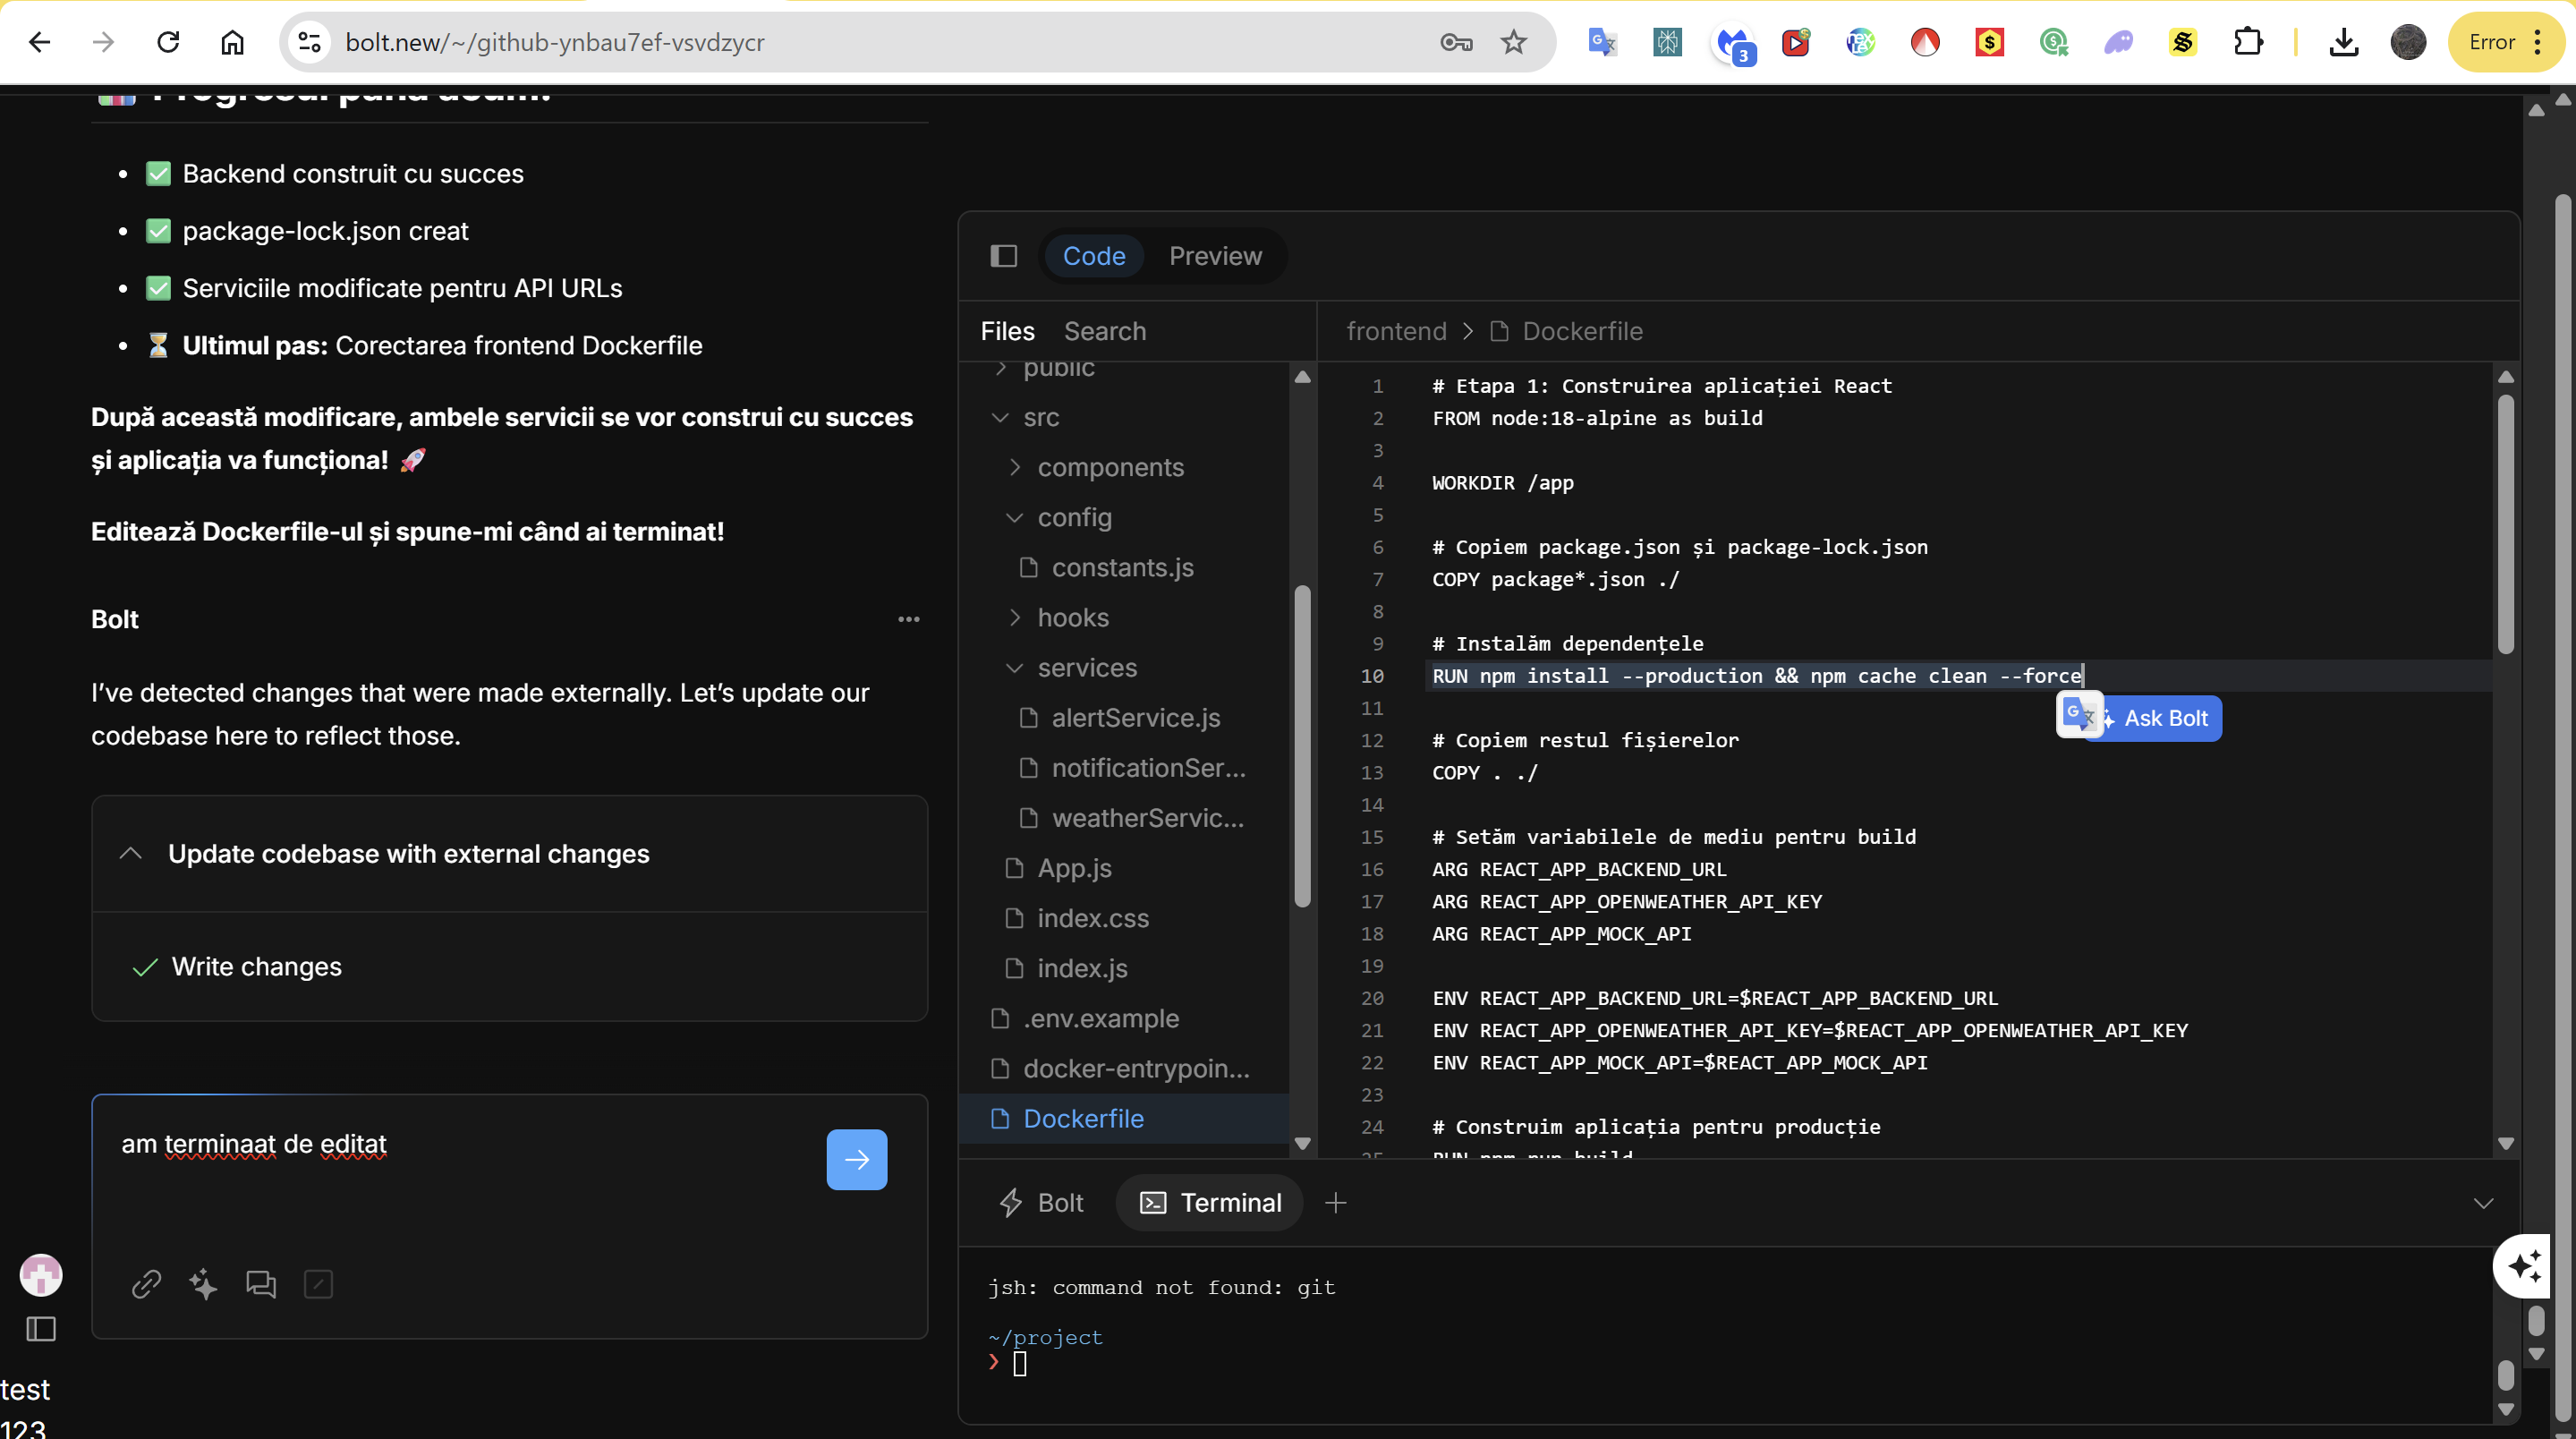 bolt.new/~/github-ynbau7ef-vsvdzycr
3
Error
Progresul până acum:
Backend construit cu succes
package-lock.json creat
Serviciile modificate pentru API URLs
Ultimul pas: Corectarea frontend Dockerfile
După această modificare, ambele servicii se vor construi cu succes
și aplicația va funcționa!
Editează Dockerfile-ul și spune-mi când ai terminat!
Bolt
I've detected changes that were made externally. Let's update our
codebase here to reflect those.
Update codebase with external changes
Write changes
am terminaat de editat
test
123
Code
Preview
Files
Search
public
src
components
config
constants.js
hooks
services
alertService.js
notificationSer...
weatherServic...
App.js
index.css
index.js
.env.example
docker-entrypoin...
Dockerfile
frontend > Dockerfile
1 # Etapa 1: Construirea aplicației React
2 FROM node:18-alpine as build
3
4 WORKDIR /app
5
6 # Copiem package.json și package-lock.json
7 COPY package*.json ./
8
9 # Instalăm dependențele
10 RUN npm install --production && npm cache clean --force
11
12 # Copiem restul fișierelor
13 COPY . ./
14
15 # Setăm variabilele de mediu pentru build
16 ARG REACT_APP_BACKEND_URL
17 ARG REACT_APP_OPENWEATHER_API_KEY
18 ARG REACT_APP_MOCK_API
19
20 ENV REACT_APP_BACKEND_URL=$REACT_APP_BACKEND_URL
21 ENV REACT_APP_OPENWEATHER_API_KEY=$REACT_APP_OPENWEATHER_API_KEY
22 ENV REACT_APP_MOCK_API=$REACT_APP_MOCK_API
23
24 # Construim aplicația pentru producție
25 RUN npm run build
Ask Bolt
Bolt
Terminal
jsh: command not found: git
~/project
❯